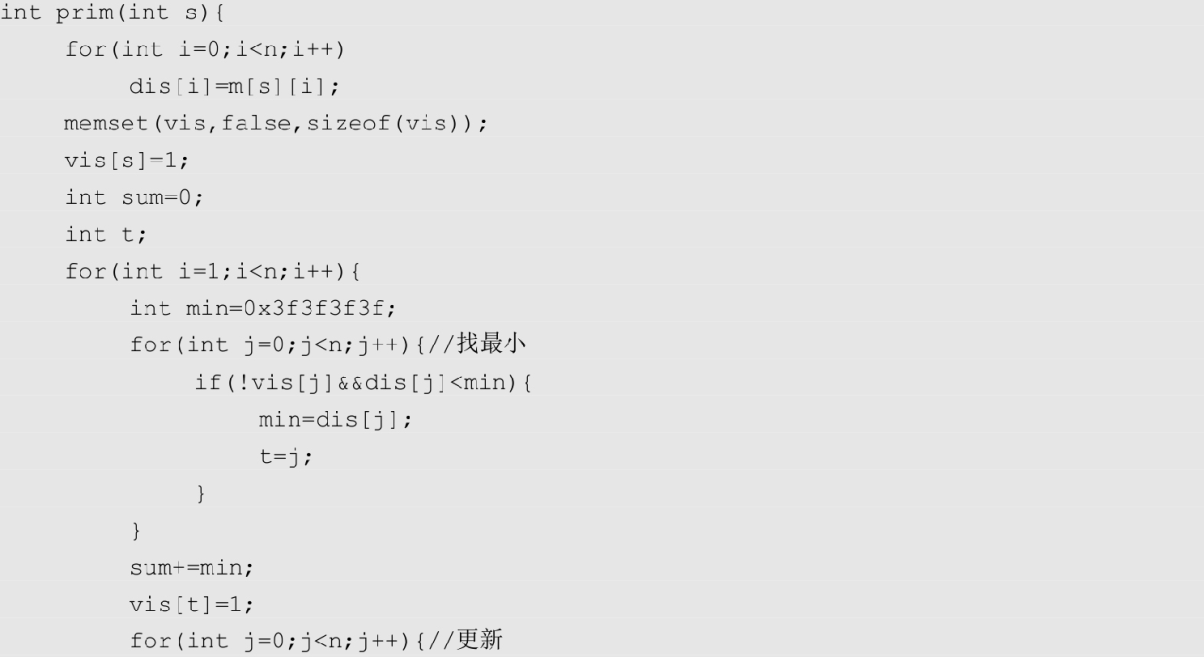 int prim(int s){
for(int i=0;i<n;i++)
dis[i]=m[s][i];
memset(vis,false,sizeof(vis));
vis[s]=1;
int sum=0;
int t;
for(int i=1;i<n;i++){
int min=0x3f3f3f3f;
for(int j=0;j<n;j++){//找最小
if(!vis[j]&&dis[j]<min){
min=dis[j];
t=j;
}
}
sum+=min;
vis[t]=1;
for(int j=0;j<n;j++){//更新